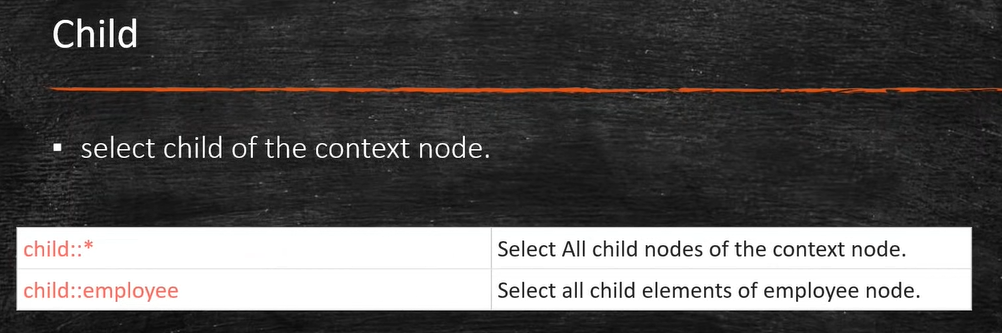 Child
▪ select child of the context node.
child::* Select All child nodes of the context node.
child::employee Select all child elements of employee node.